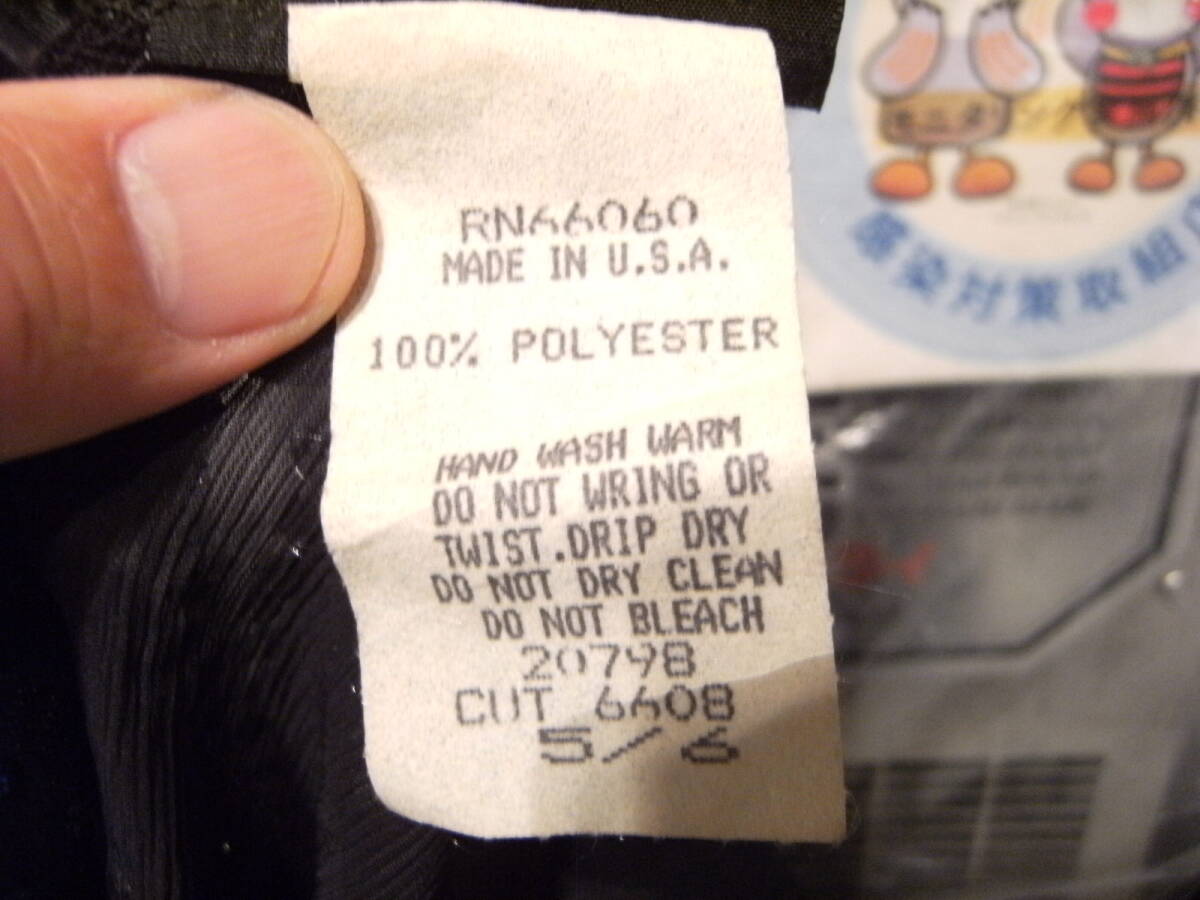 RN66060
MADE IN U.S.A.
100% POLYESTER
HAND WASH WARM
DO NOT WRING OR
TWIST.DRIP DRY
DO NOT DRY CLEAN
DO NOT BLEACH
20798
CUT 6608
5/6
感染対策取組